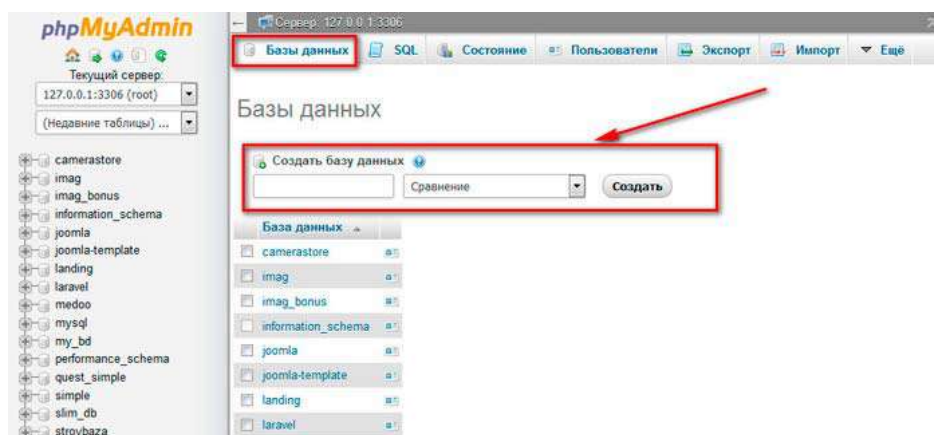 phpMyAdmin
Текущий сервер:
127.0.0.1:3306 (root)
(Недавние таблицы) ...
camerastore
imag
imag_bonus
information_schema
joomla
joomla-template
landing
laravel
medoo
mysql
my_bd
performance_schema
quest_simple
simple
slim_db
stroybaza
Сервер: 127.0.0.1:3306
Базы данных
SQL
Состояние
Пользователи
Экспорт
Импорт
Ещё
Базы данных
Создать базу данных
Сравнение
Создать
База данных
camerastore
imag
imag_bonus
information_schema
joomla
joomla-template
landing
laravel